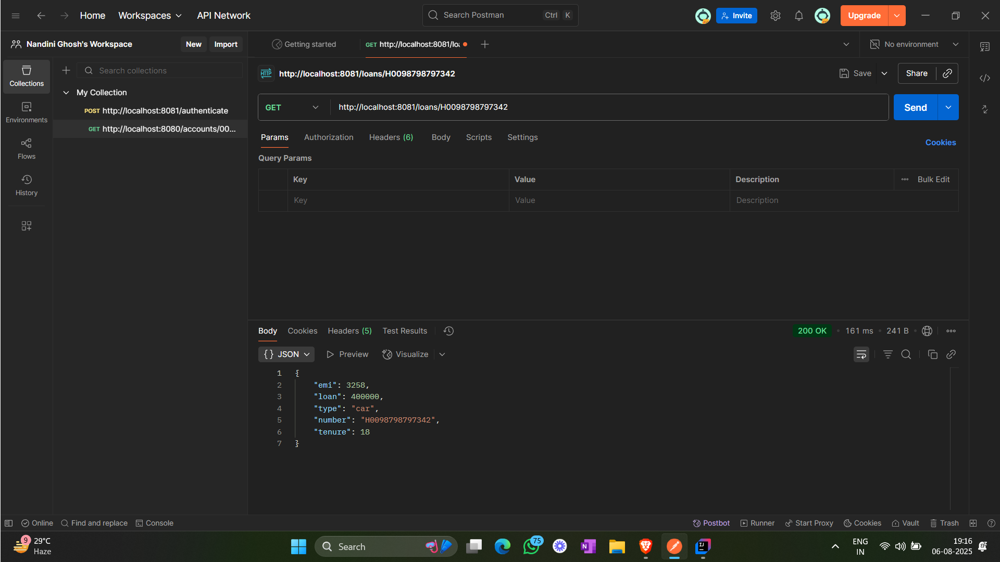 Home
Workspaces
API Network
Search Postman
Ctrl K
Invite
Upgrade
Nandini Ghosh's Workspace
New
Import
Getting started
GET http://localhost:8081/loa
No environment
Collections
Environments
Flows
History
Search collections
My Collection
POST http://localhost:8081/authenticate
GET http://localhost:8080/accounts/00...
HTTP http://localhost:8081/loans/H0098798797342
Save
Share
GET http://localhost:8081/loans/H0098798797342
Send
Params Authorization Headers (6) Body Scripts Settings
Cookies
Query Params
Key Value Description Bulk Edit
Key Value Description
Body Cookies Headers (5) Test Results
200 OK • 161 ms • 241 B •
{} JSON Preview Visualize
1 {
2 "emi": 3258,
3 "loan": 400000,
4 "type": "car",
5 "number": "H0098798797342",
6 "tenure": 18
7 }
Online Find and replace Console
Postbot Runner Start Proxy Cookies Vault Trash
9
29°C
Haze
Search
75
N
IJ
ENG
IN
19:16
06-08-2025